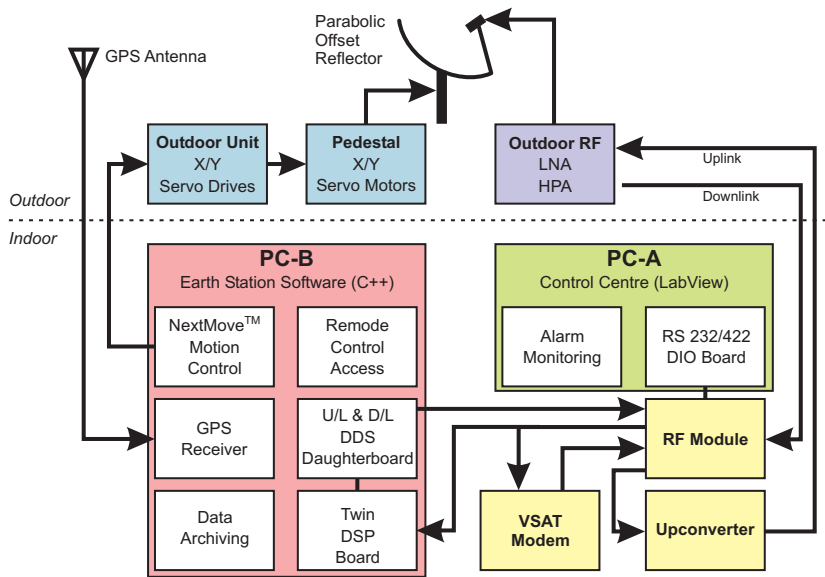 GPS Antenna
Parabolic
Offset
Reflector
Outdoor Unit
X/Y
Servo Drives
Pedestal
X/Y
Servo Motors
Outdoor RF
LNA
HPA
Uplink
Downlink
Outdoor
Indoor
PC-B
Earth Station Software (C++)
NextMove™
Motion
Control
Remode
Control
Access
GPS
Receiver
U/L & D/L
DDS
Daughterboard
Data
Archiving
Twin
DSP
Board
PC-A
Control Centre (LabView)
Alarm
Monitoring
RS 232/422
DIO Board
RF Module
VSAT
Modem
Upconverter